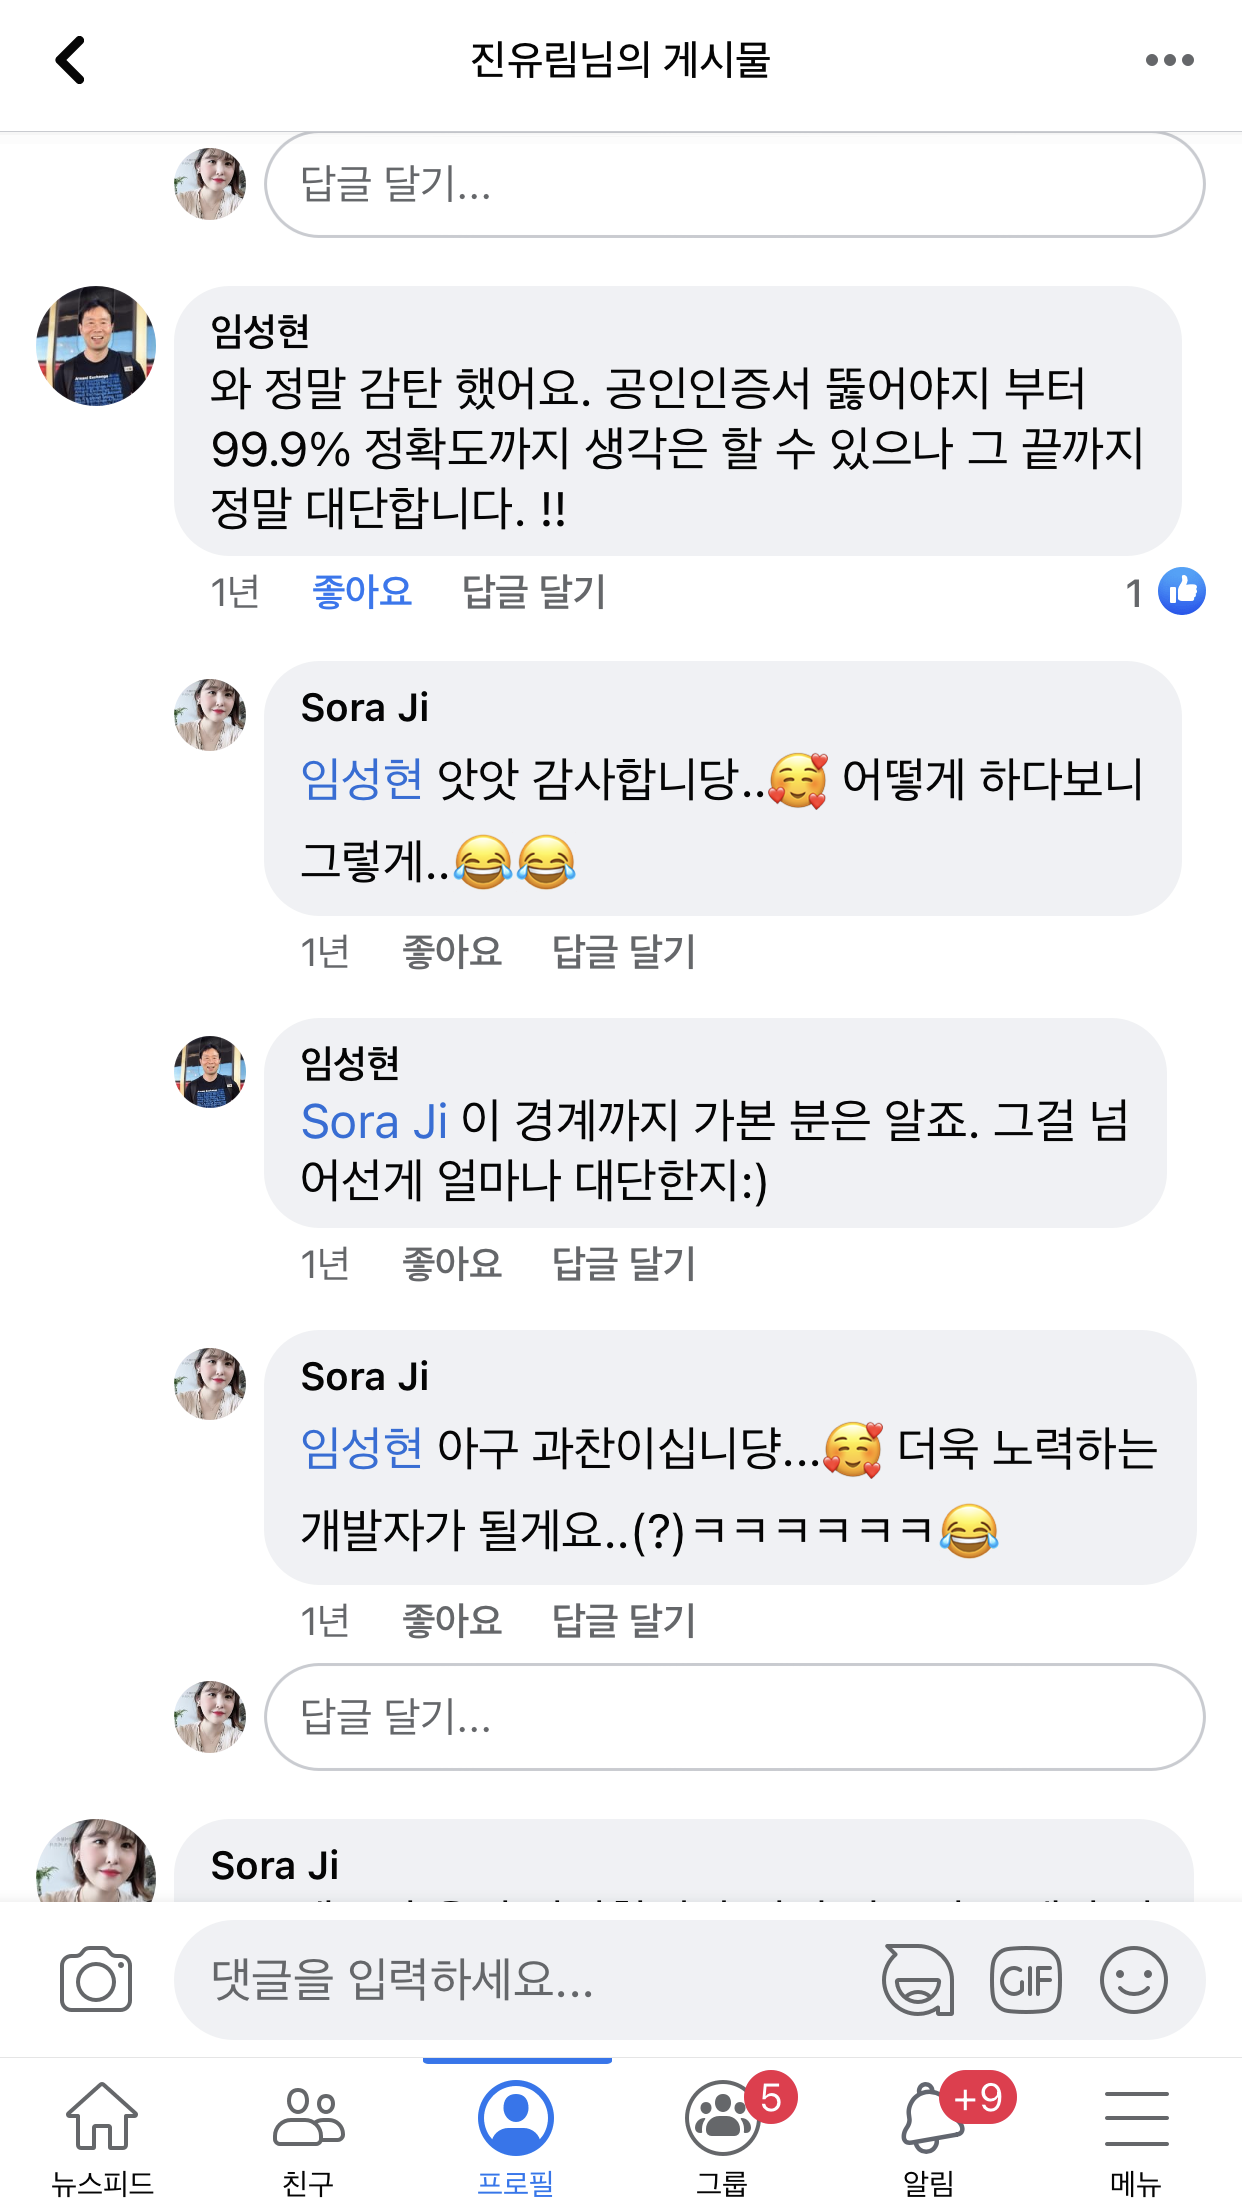 진유림님의 게시물
답글 달기...
임성현
와 정말 감탄 했어요. 공인인증서 뚫어야지 부터
99.9% 정확도까지 생각은 할 수 있으나 그 끝까지
정말 대단합니다. !!
1년 좋아요 답글 달기 1
Sora Ji
임성현 앗앗 감사합니당..🥰 어떻게 하다보니
그렇게..😂😂
1년 좋아요 답글 달기
임성현
Sora Ji 이 경계까지 가본 분은 알죠. 그걸 넘
어선게 얼마나 대단한지:)
1년 좋아요 답글 달기
Sora Ji
임성현 아구 과찬이십니댱...🥰 더욱 노력하는
개발자가 될게요..(?)ㅋㅋㅋㅋㅋㅋ😂
1년 좋아요 답글 달기
답글 달기...
Sora Ji
댓글을 입력하세요... GIF
5 +9
뉴스피드 친구 프로필 그룹 알림 메뉴